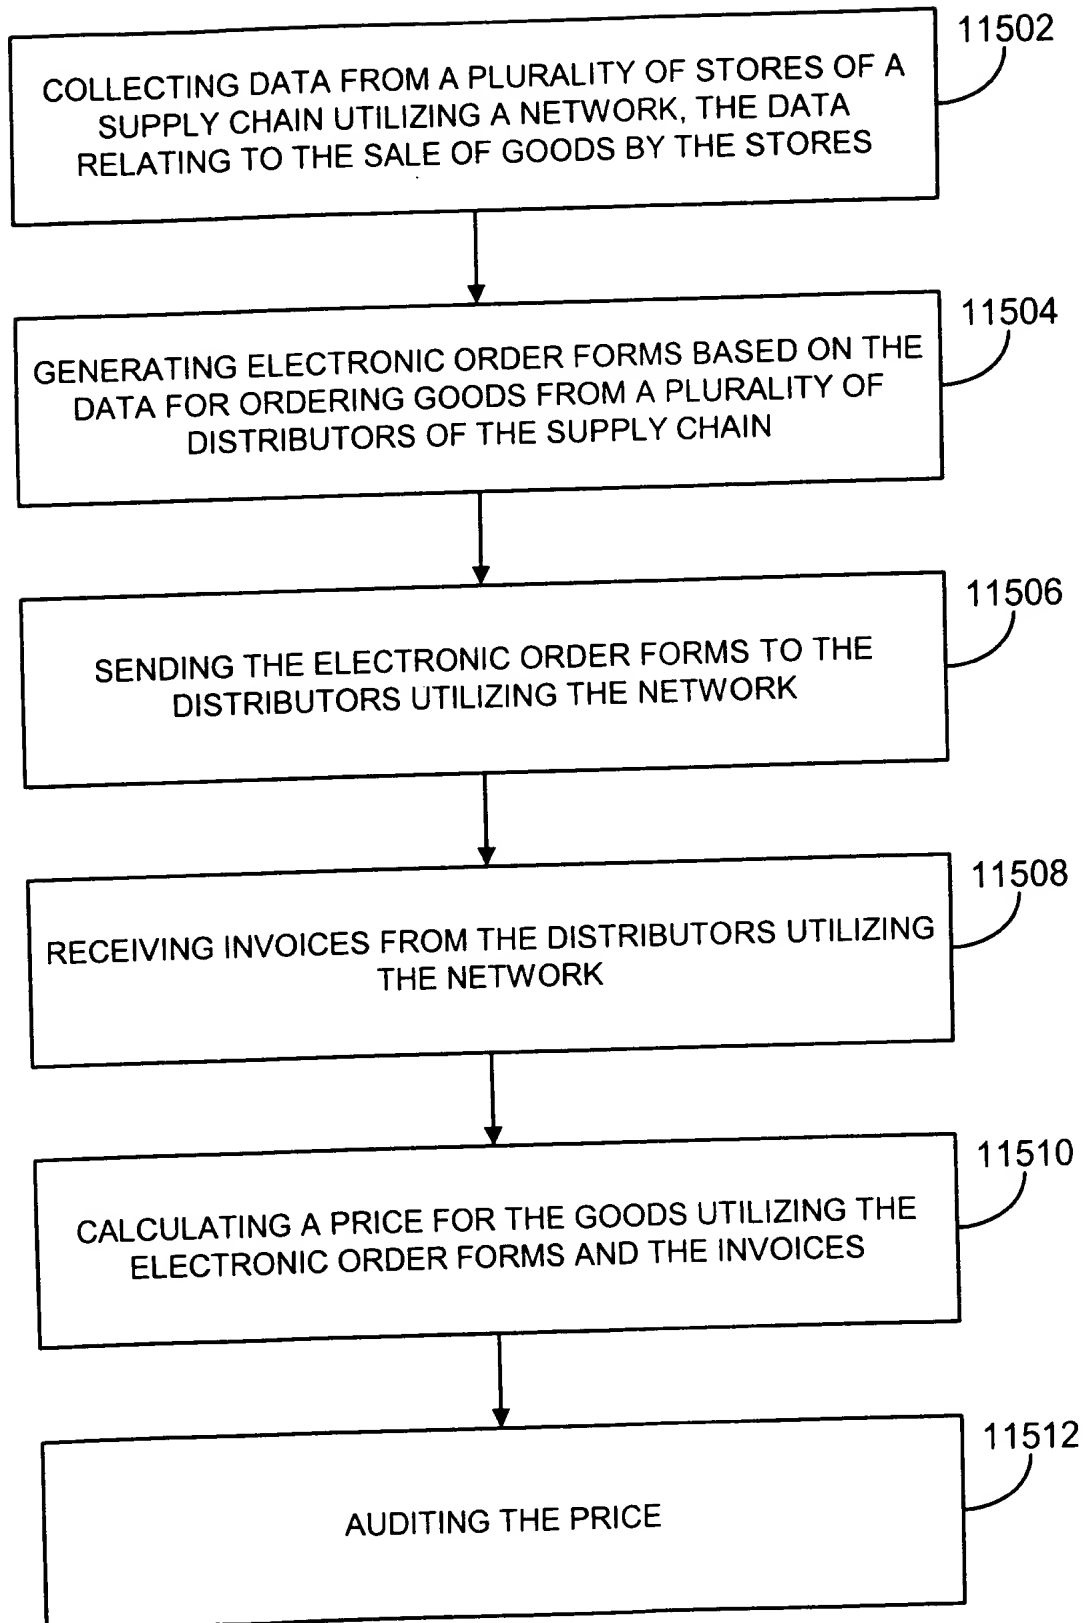 11502
COLLECTING DATA FROM A PLURALITY OF STORES OF A
SUPPLY CHAIN UTILIZING A NETWORK, THE DATA
RELATING TO THE SALE OF GOODS BY THE STORES
11504
GENERATING ELECTRONIC ORDER FORMS BASED ON THE
DATA FOR ORDERING GOODS FROM A PLURALITY OF
DISTRIBUTORS OF THE SUPPLY CHAIN
11506
SENDING THE ELECTRONIC ORDER FORMS TO THE
DISTRIBUTORS UTILIZING THE NETWORK
11508
RECEIVING INVOICES FROM THE DISTRIBUTORS UTILIZING
THE NETWORK
11510
CALCULATING A PRICE FOR THE GOODS UTILIZING THE
ELECTRONIC ORDER FORMS AND THE INVOICES
11512
AUDITING THE PRICE